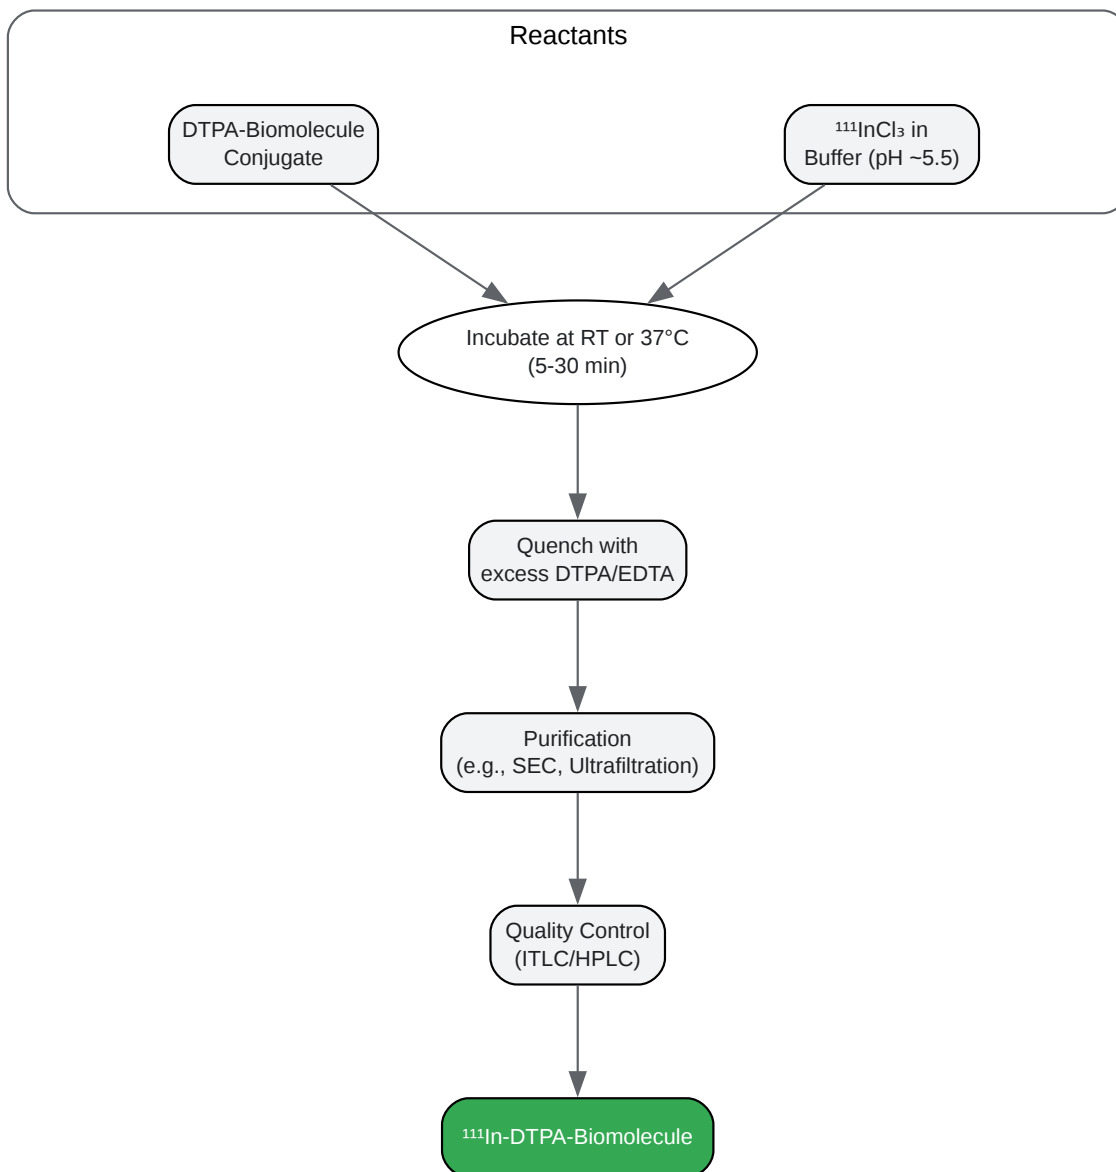 Reactants
DTPA-Biomolecule
Conjugate
¹¹¹InCl₃ in
Buffer (pH ~5.5)
Incubate at RT or 37°C
(5-30 min)
Quench with
excess DTPA/EDTA
Purification
(e.g., SEC, Ultrafiltration)
Quality Control
(ITLC/HPLC)
¹¹¹In-DTPA-Biomolecule